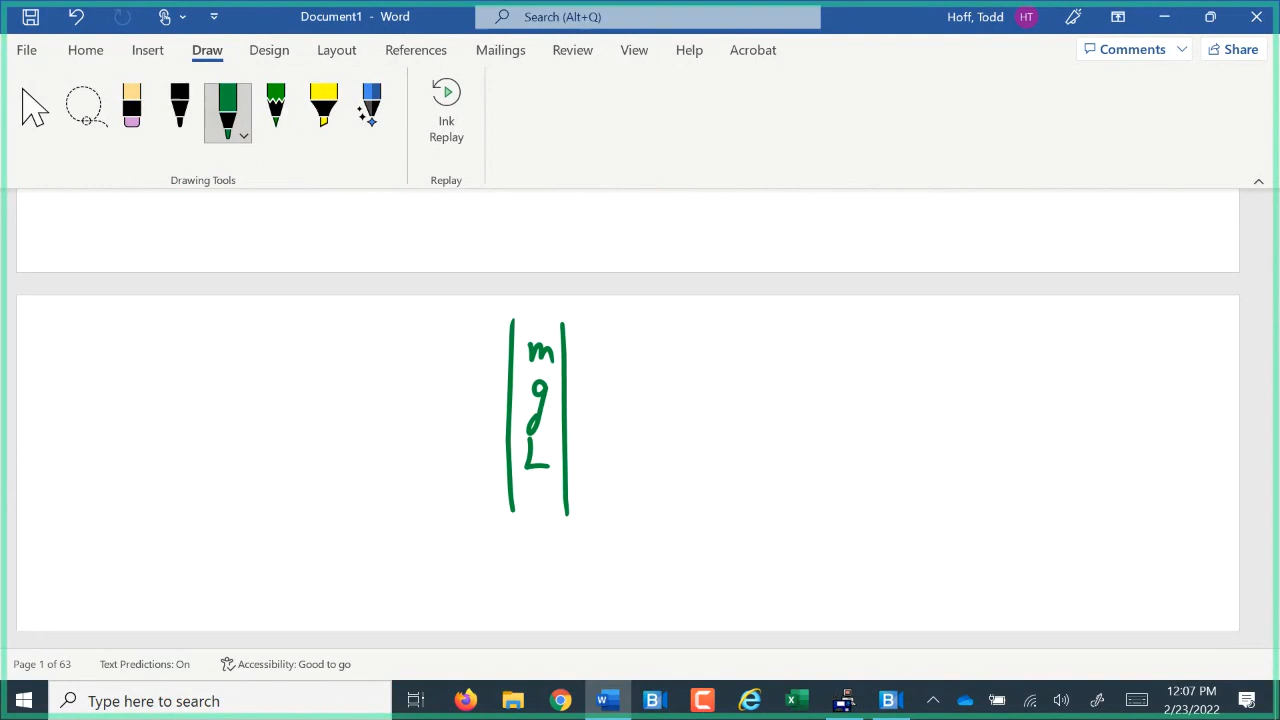 Document1 - Word
Search (Alt+Q)
Hoff, Todd
HT
File
Home
Insert
Draw
Design
Layout
References
Mailings
Review
View
Help
Acrobat
Comments
Share
Ink
Replay
Drawing Tools
Replay
m
g
L
Page 1 of 63
Text Predictions: On
Accessibility: Good to go
Type here to search
12:07 PM
2/23/2022